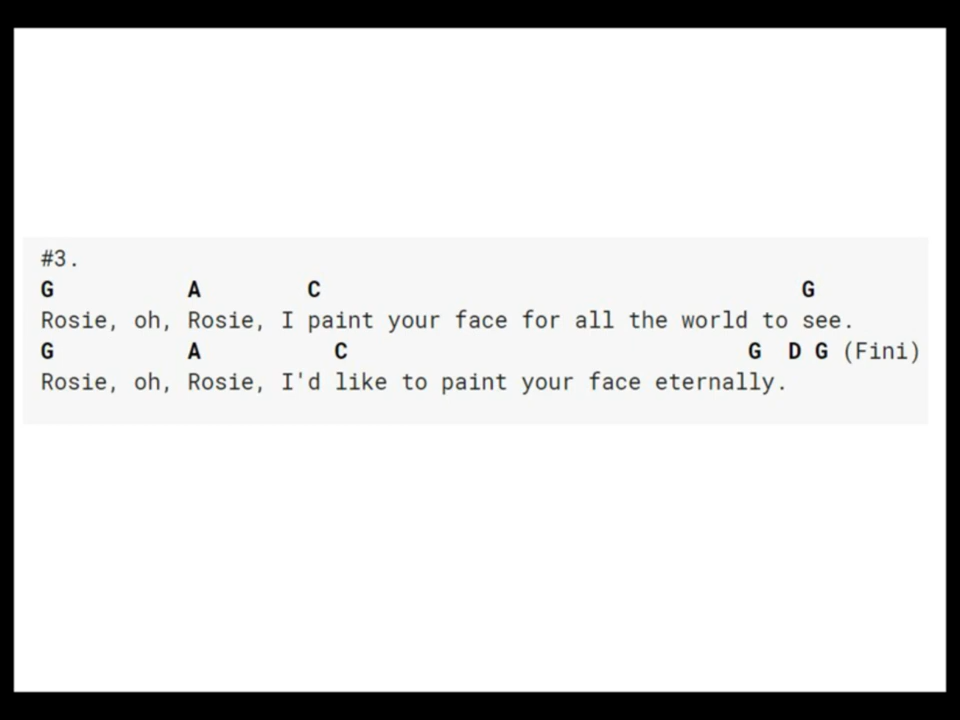 #3.
G A C G
Rosie, oh, Rosie, I paint your face for all the world to see.
G A C G D G (Fini)
Rosie, oh, Rosie, I'd like to paint your face eternally.